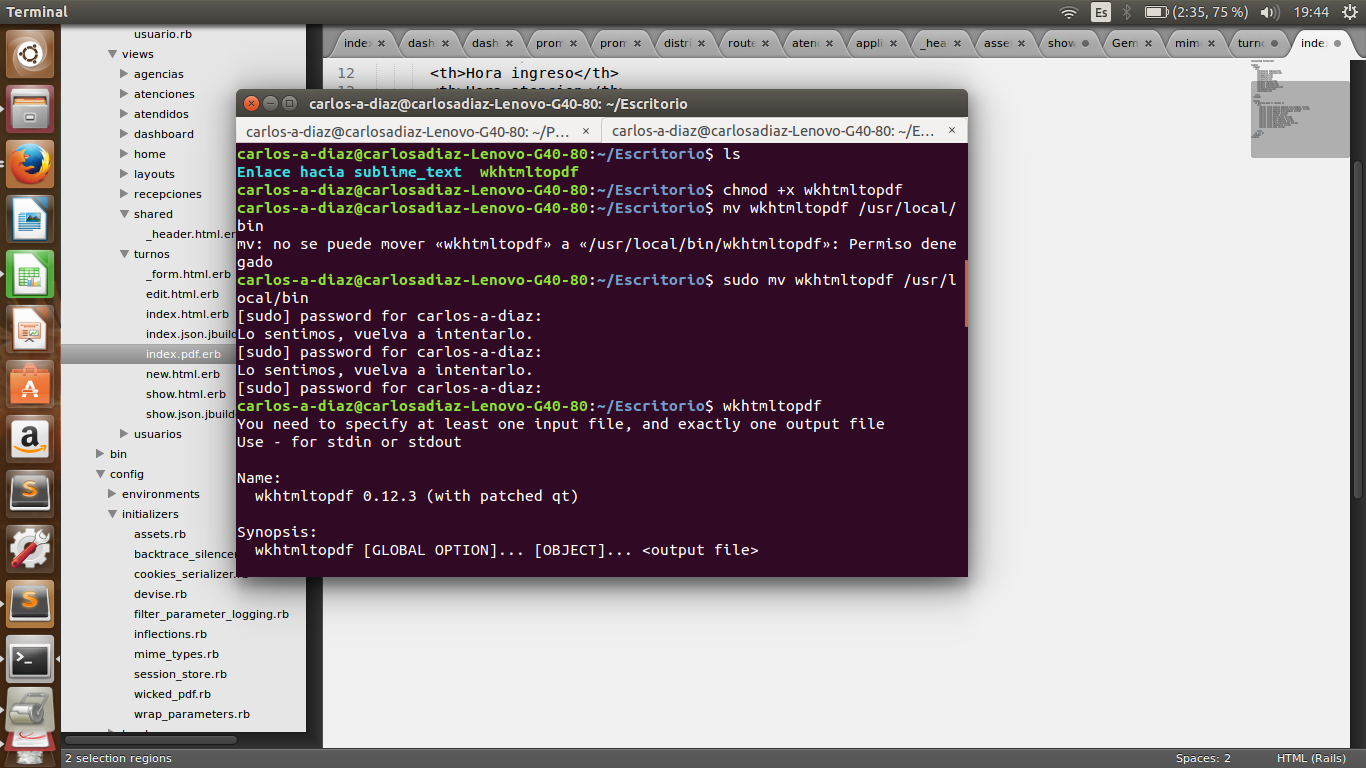 Terminal
Es
(2:35, 75 %)
19:44
usuario.rb
views
agencias
atenciones
atendidos
dashboard
home
layouts
recepciones
shared
_header.html.er
turnos
_form.html.erb
edit.html.erb
index.html.erb
index.json.jbuild
index.pdf.erb
new.html.erb
show.html.erb
show.json.jbuild
usuarios
bin
config
environments
initializers
assets.rb
backtrace_silencer
cookies_serializer.rb
devise.rb
filter_parameter_logging.rb
inflections.rb
mime_types.rb
session_store.rb
wicked_pdf.rb
wrap_parameters.rb
index × dash × dash × pron × pron × distri × route × aten × appli × _hea × asse × show Gem × mim × turn index
12 <th>Hora ingreso</th>
carlos-a-diaz@carlosadiaz-Lenovo-G40-80: ~/Escritorio
carlos-a-diaz@carlosadiaz-Lenovo-G40-80: ~/P... ×
carlos-a-diaz@carlosadiaz-Lenovo-G40-80: ~/E... ×
carlos-a-diaz@carlosadiaz-Lenovo-G40-80:~/Escritorio$ ls
Enlace hacia sublime_text  wkhtmltopdf
carlos-a-diaz@carlosadiaz-Lenovo-G40-80:~/Escritorio$ chmod +x wkhtmltopdf
carlos-a-diaz@carlosadiaz-Lenovo-G40-80:~/Escritorio$ mv wkhtmltopdf /usr/local/
bin
mv: no se puede mover «wkhtmltopdf» a «/usr/local/bin/wkhtmltopdf»: Permiso dene
gado
carlos-a-diaz@carlosadiaz-Lenovo-G40-80:~/Escritorio$ sudo mv wkhtmltopdf /usr/l
ocal/bin
[sudo] password for carlos-a-diaz:
Lo sentimos, vuelva a intentarlo.
[sudo] password for carlos-a-diaz:
Lo sentimos, vuelva a intentarlo.
[sudo] password for carlos-a-diaz:
carlos-a-diaz@carlosadiaz-Lenovo-G40-80:~/Escritorio$ wkhtmltopdf
You need to specify at least one input file, and exactly one output file
Use - for stdin or stdout
Name:
wkhtmltopdf 0.12.3 (with patched qt)
Synopsis:
wkhtmltopdf [GLOBAL OPTION]... [OBJECT]... <output file>
2 selection regions
Spaces: 2
HTML (Rails)